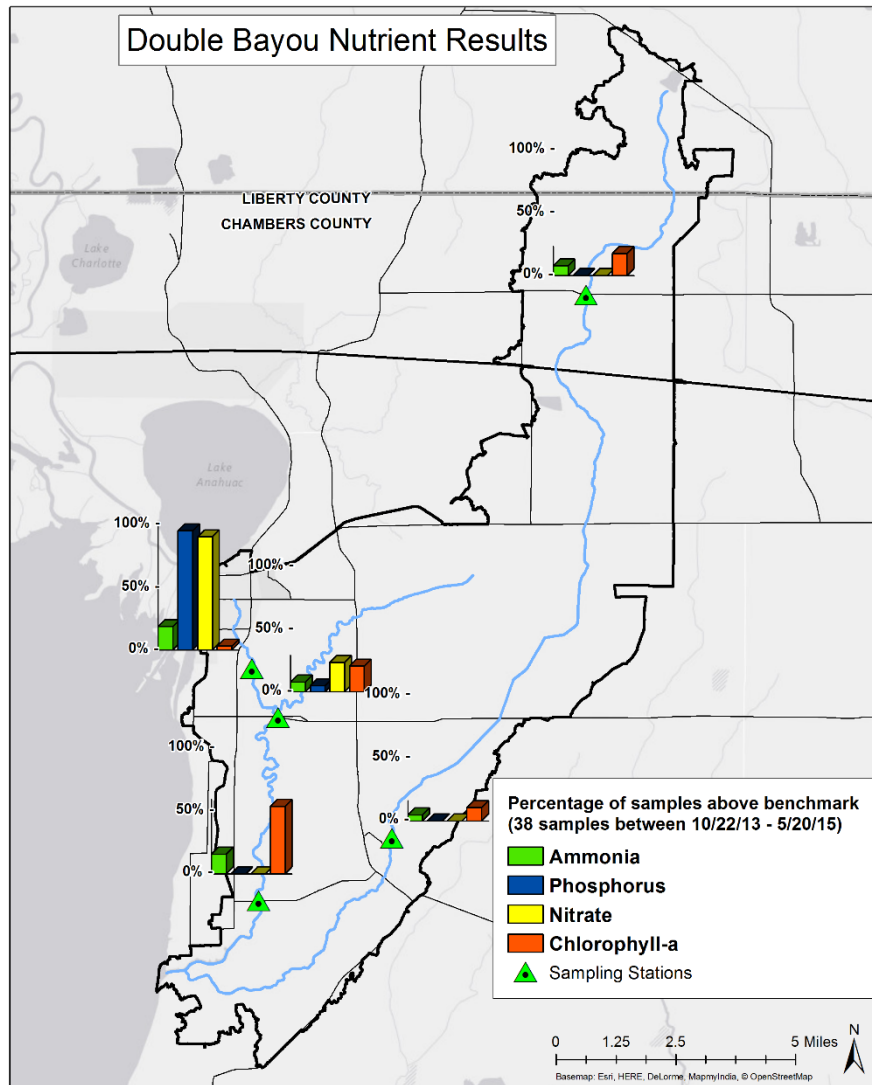 Double Bayou Nutrient Results
100%
LIBERTY COUNTY
CHAMBERS COUNTY
50%
Lake
Charlotte
0%
Lake
Anahuac
100%
50%
0%
100%
50%
0%
100%
50%
0%
100%
50%
0%
Percentage of samples above benchmark
(38 samples between 10/22/13 - 5/20/15)
Ammonia
Phosphorus
Nitrate
Chlorophyll-a
Sampling Stations
0 1.25 2.5 5 Miles
N
Basemap: Esri, HERE, DeLorme, MapmyIndia, © OpenStreetMap